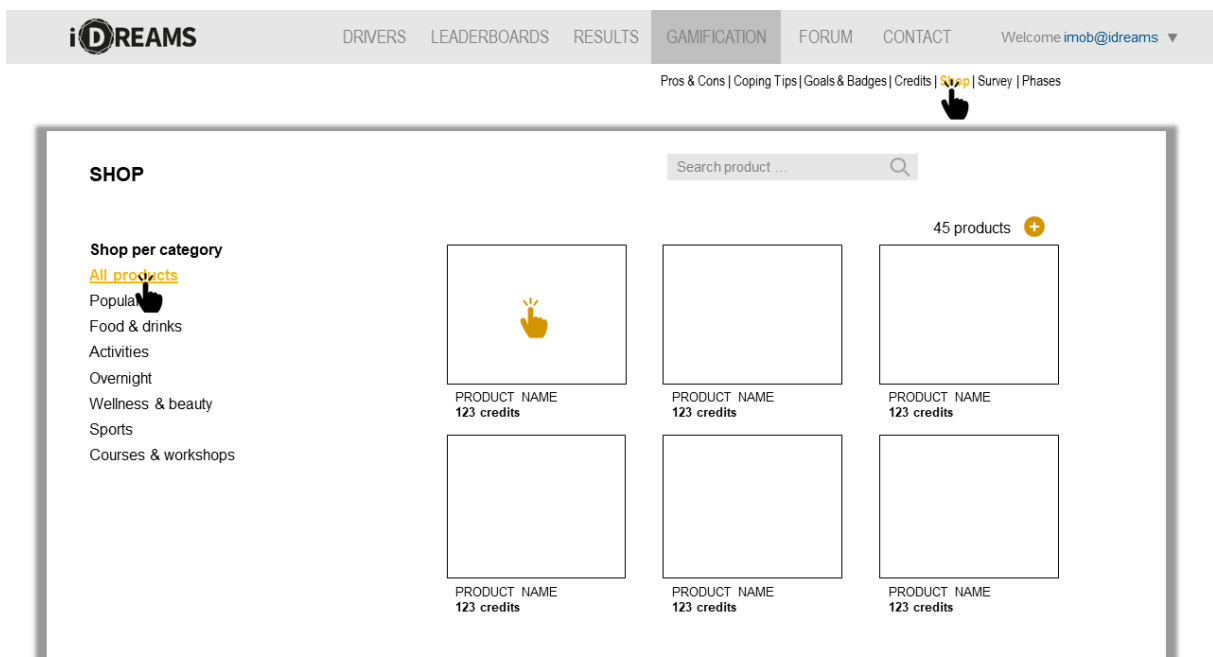 iDREAMS DRIVERS LEADERBOARDS RESULTS GAMIFICATION FORUM CONTACT Welcome imob@idreams
Pros & Cons | Coping Tips | Goals & Badges | Credits | Shop | Survey | Phases
SHOP
Search product ...
45 products
Shop per category
All products
Popular
Food & drinks
Activities
Overnight
Wellness & beauty
Sports
Courses & workshops
PRODUCT NAME PRODUCT NAME PRODUCT NAME
123 credits 123 credits 123 credits
PRODUCT NAME PRODUCT NAME PRODUCT NAME
123 credits 123 credits 123 credits